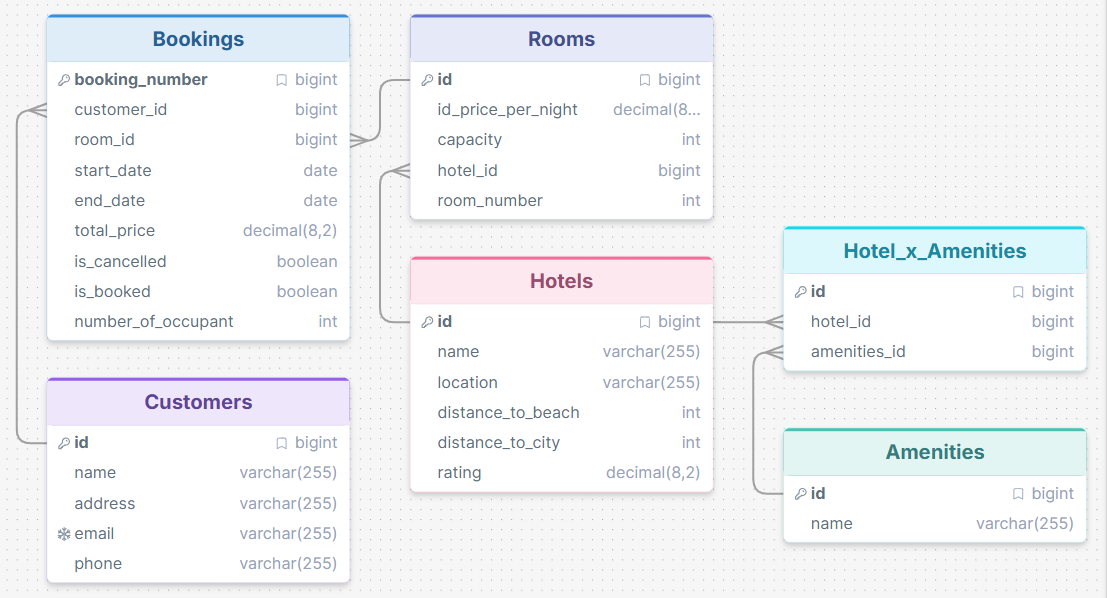 Bookings
booking_number bigint
customer_id bigint
room_id bigint
start_date date
end_date date
total_price decimal(8,2)
is_cancelled boolean
is_booked boolean
number_of_occupant int
Customers
id bigint
name varchar(255)
address varchar(255)
email varchar(255)
phone varchar(255)
Rooms
id bigint
id_price_per_night decimal(8...
capacity int
hotel_id bigint
room_number int
Hotels
id bigint
name varchar(255)
location varchar(255)
distance_to_beach int
distance_to_city int
rating decimal(8,2)
Hotel_x_Amenities
id bigint
hotel_id bigint
amenities_id bigint
Amenities
id bigint
name varchar(255)